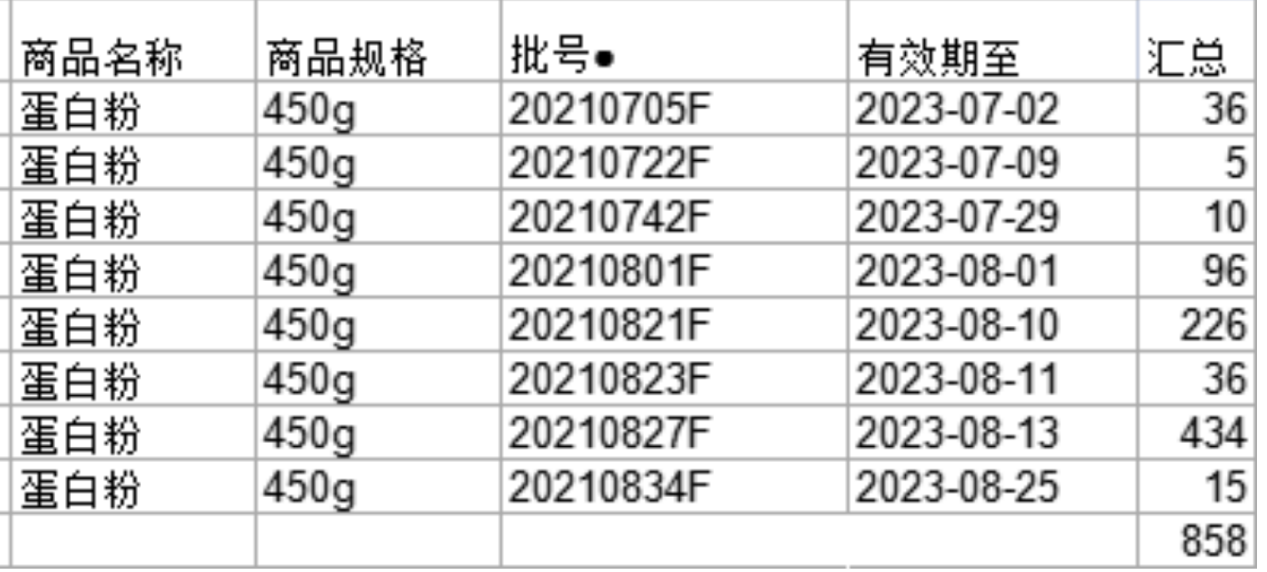 商品名称 商品规格 批号● 有效期至 汇总
蛋白粉 450g 20210705F 2023-07-02 36
蛋白粉 450g 20210722F 2023-07-09 5
蛋白粉 450g 20210742F 2023-07-29 10
蛋白粉 450g 20210801F 2023-08-01 96
蛋白粉 450g 20210821F 2023-08-10 226
蛋白粉 450g 20210823F 2023-08-11 36
蛋白粉 450g 20210827F 2023-08-13 434
蛋白粉 450g 20210834F 2023-08-25 15
858